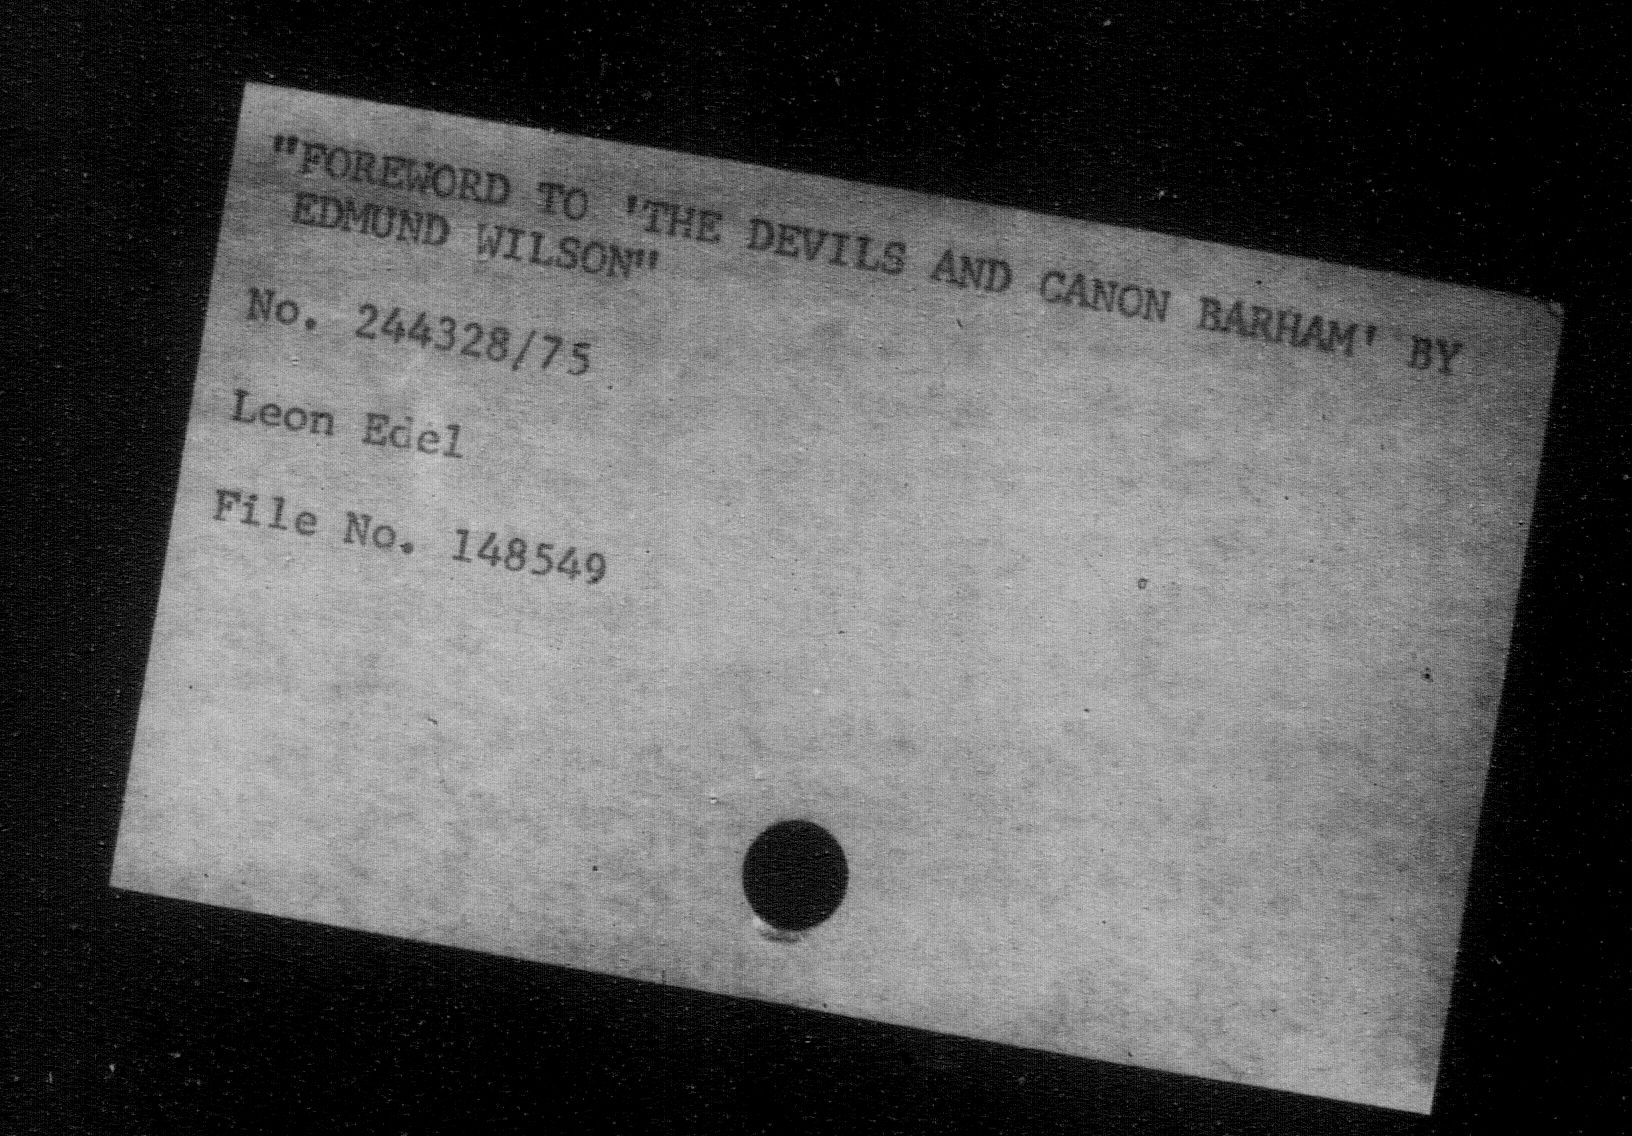 "FOREWORD TO 'THE DEVILS AND CANON BARHAM' BY
EDMUND WILSON"
No. 244328/75
Leon Edel
File No. 148549